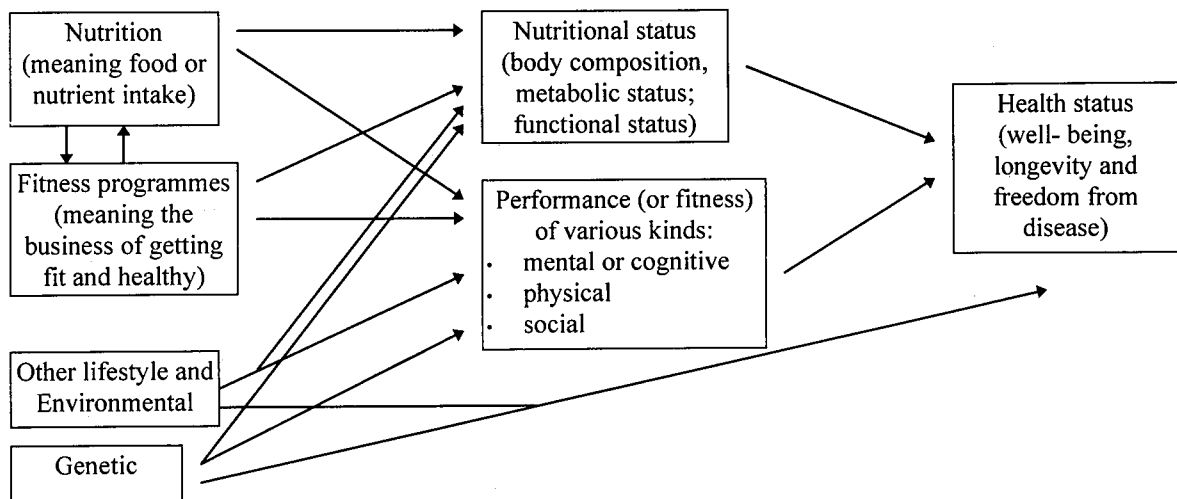 Nutrition
(meaning food or
nutrient intake)
Fitness programmes
(meaning the
business of getting
fit and healthy)
Other lifestyle and
Environmental
Genetic
Nutritional status
(body composition,
metabolic status;
functional status)
Performance (or fitness)
of various kinds:
· mental or cognitive
· physical
· social
Health status
(well- being,
longevity and
freedom from
disease)